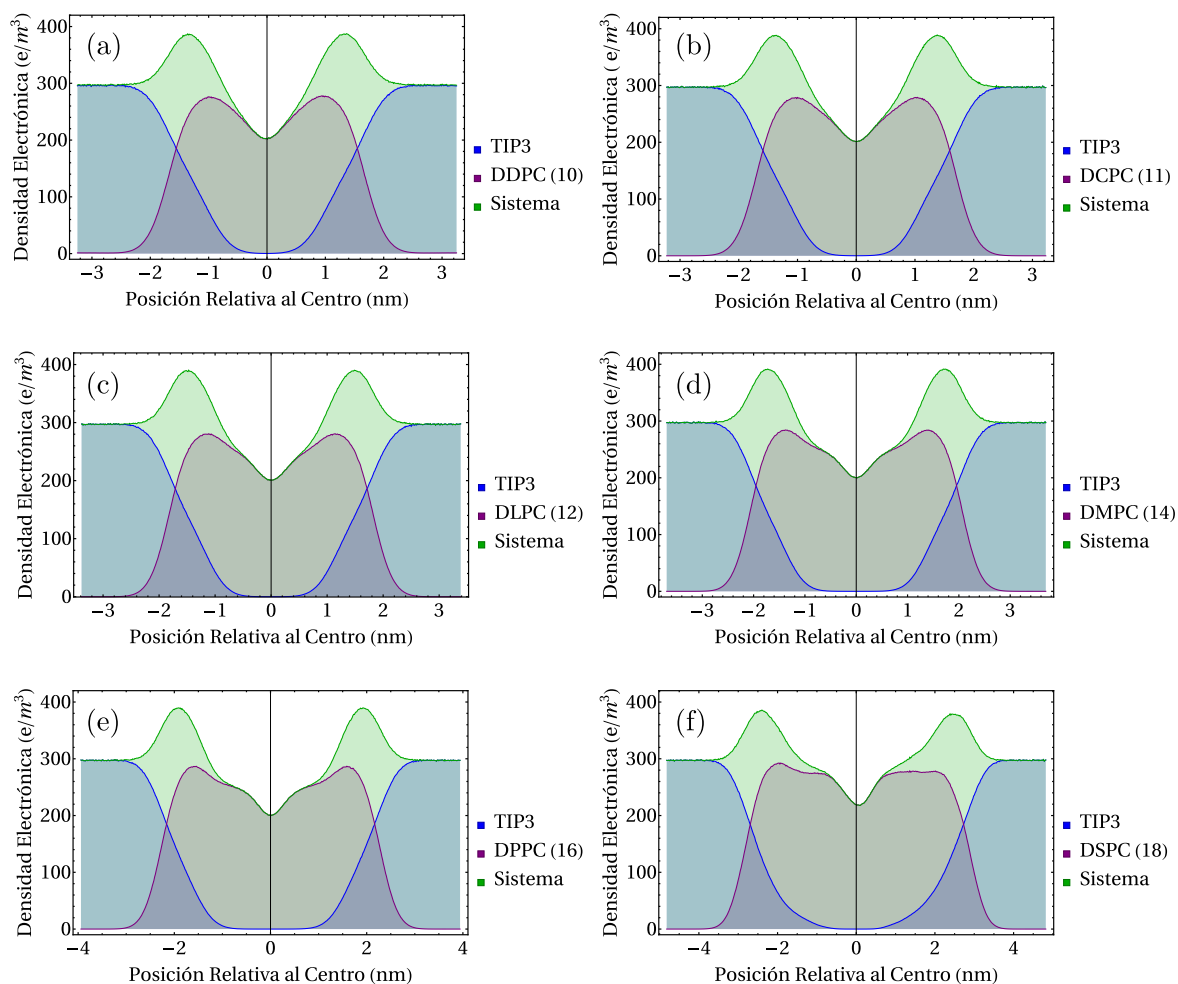 (a)
Densidad Electrónica (e/m³)
400
300
200
100
0
−3 −2 −1 0 1 2 3
Posición Relativa al Centro (nm)
TIP3
DDPC (10)
Sistema
(b)
Densidad Electrónica ( e/m³)
400
300
200
100
0
−3 −2 −1 0 1 2 3
Posición Relativa al Centro (nm)
TIP3
DCPC (11)
Sistema
(c)
Densidad Electrónica (e/m³)
400
300
200
100
0
−3 −2 −1 0 1 2 3
Posición Relativa al Centro (nm)
TIP3
DLPC (12)
Sistema
(d)
Densidad Electrónica (e/m³)
400
300
200
100
0
−3 −2 −1 0 1 2 3
Posición Relativa al Centro (nm)
TIP3
DMPC (14)
Sistema
(e)
Densidad Electrónica (e/m³)
400
300
200
100
0
−4 −2 0 2 4
Posición Relativa al Centro (nm)
TIP3
DPPC (16)
Sistema
(f)
Densidad Electrónica (e/m³)
400
300
200
100
0
−4 −2 0 2 4
Posición Relativa al Centro (nm)
TIP3
DSPC (18)
Sistema